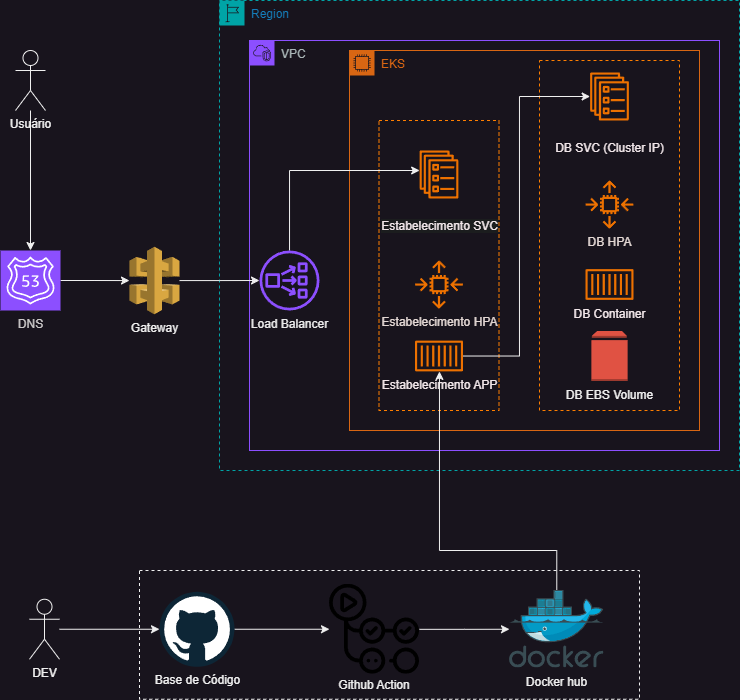 Region
VPC
EKS
Usuário
DB SVC (Cluster IP)
Estabelecimento SVC
DB HPA
53
DNS
Gateway
Load Balancer
Estabelecimento HPA
DB Container
Estabelecimento APP
DB EBS Volume
DEV
Base de Código
Github Action
docker
Docker hub